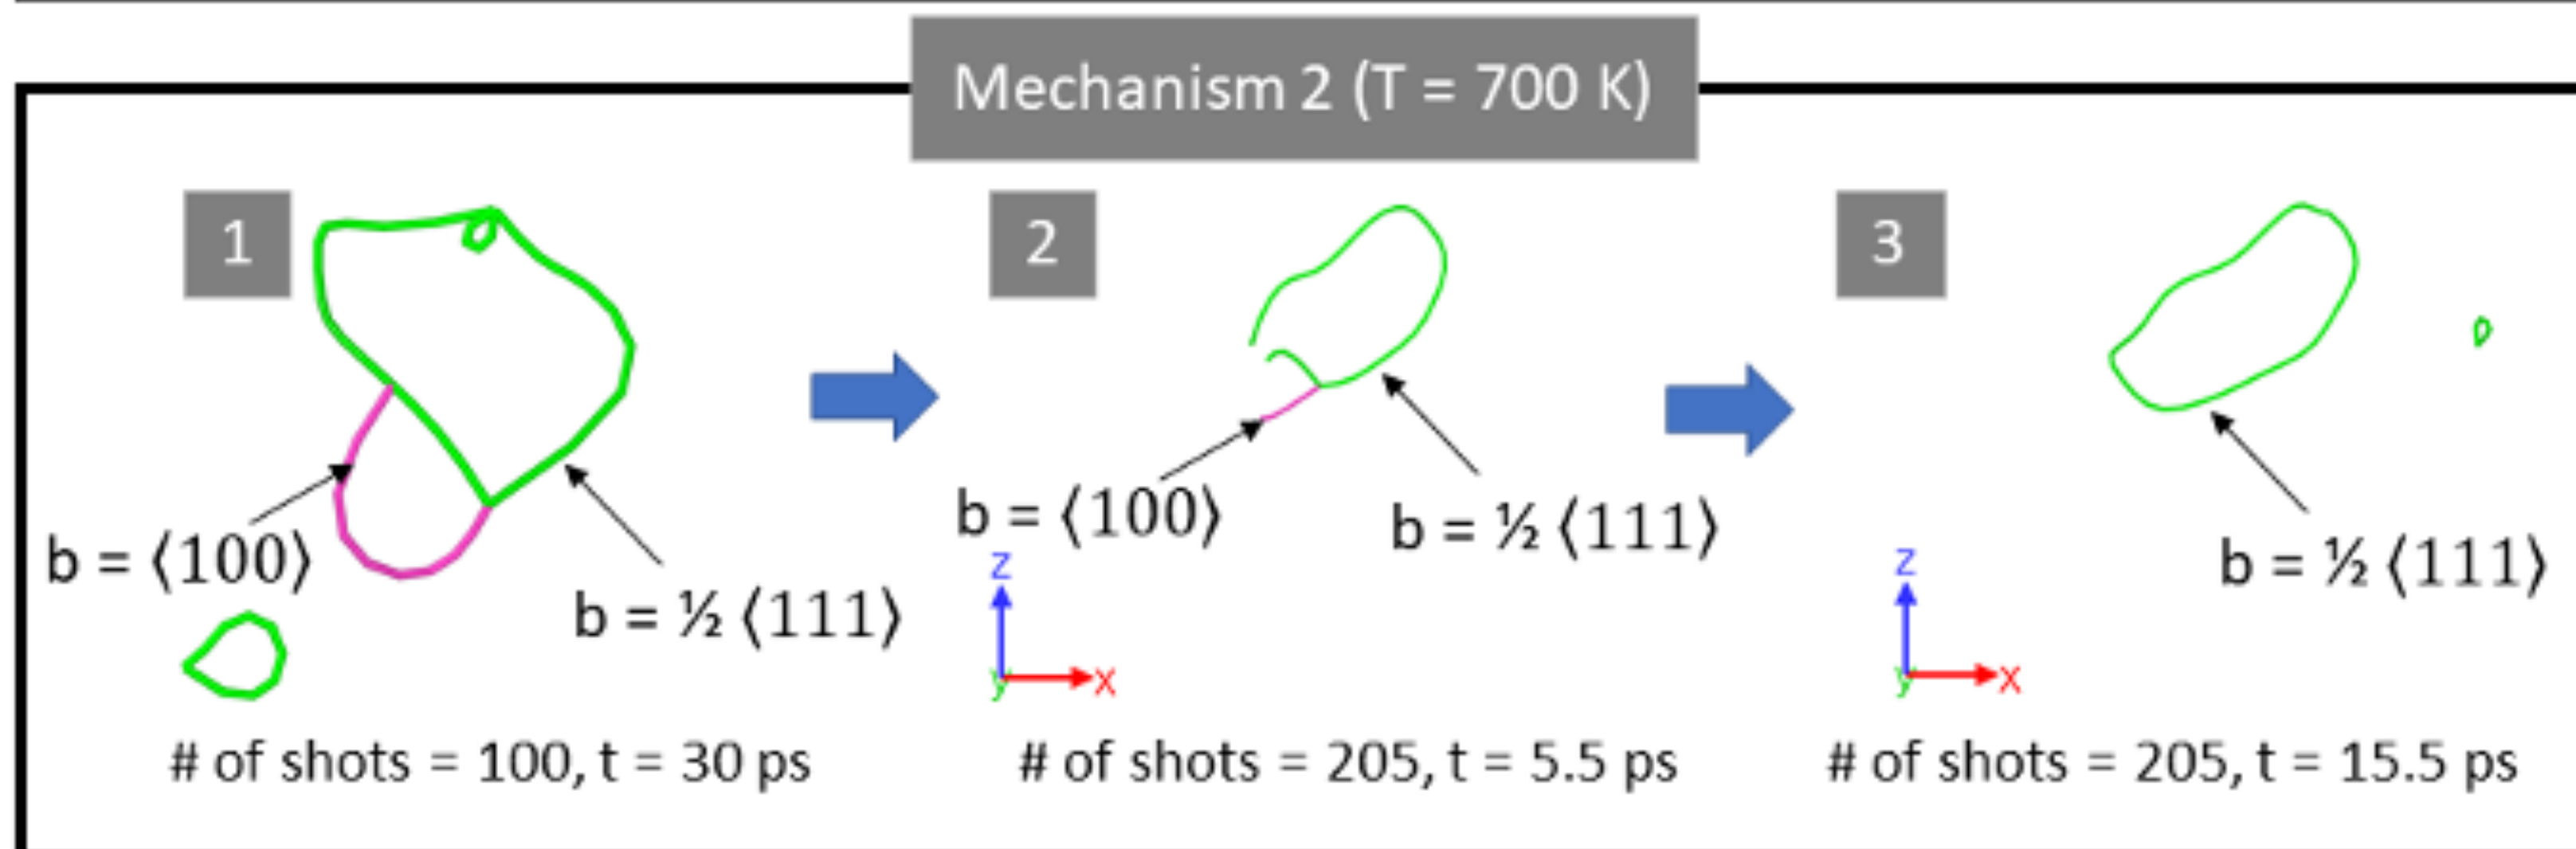 Mechanism 2 (T = 700 K)
1
2
3
b = ⟨100⟩
b = ½ ⟨111⟩
b = ⟨100⟩
b = ½ ⟨111⟩
b = ½ ⟨111⟩
z
y
x
z
y
x
# of shots = 100, t = 30 ps
# of shots = 205, t = 5.5 ps
# of shots = 205, t = 15.5 ps